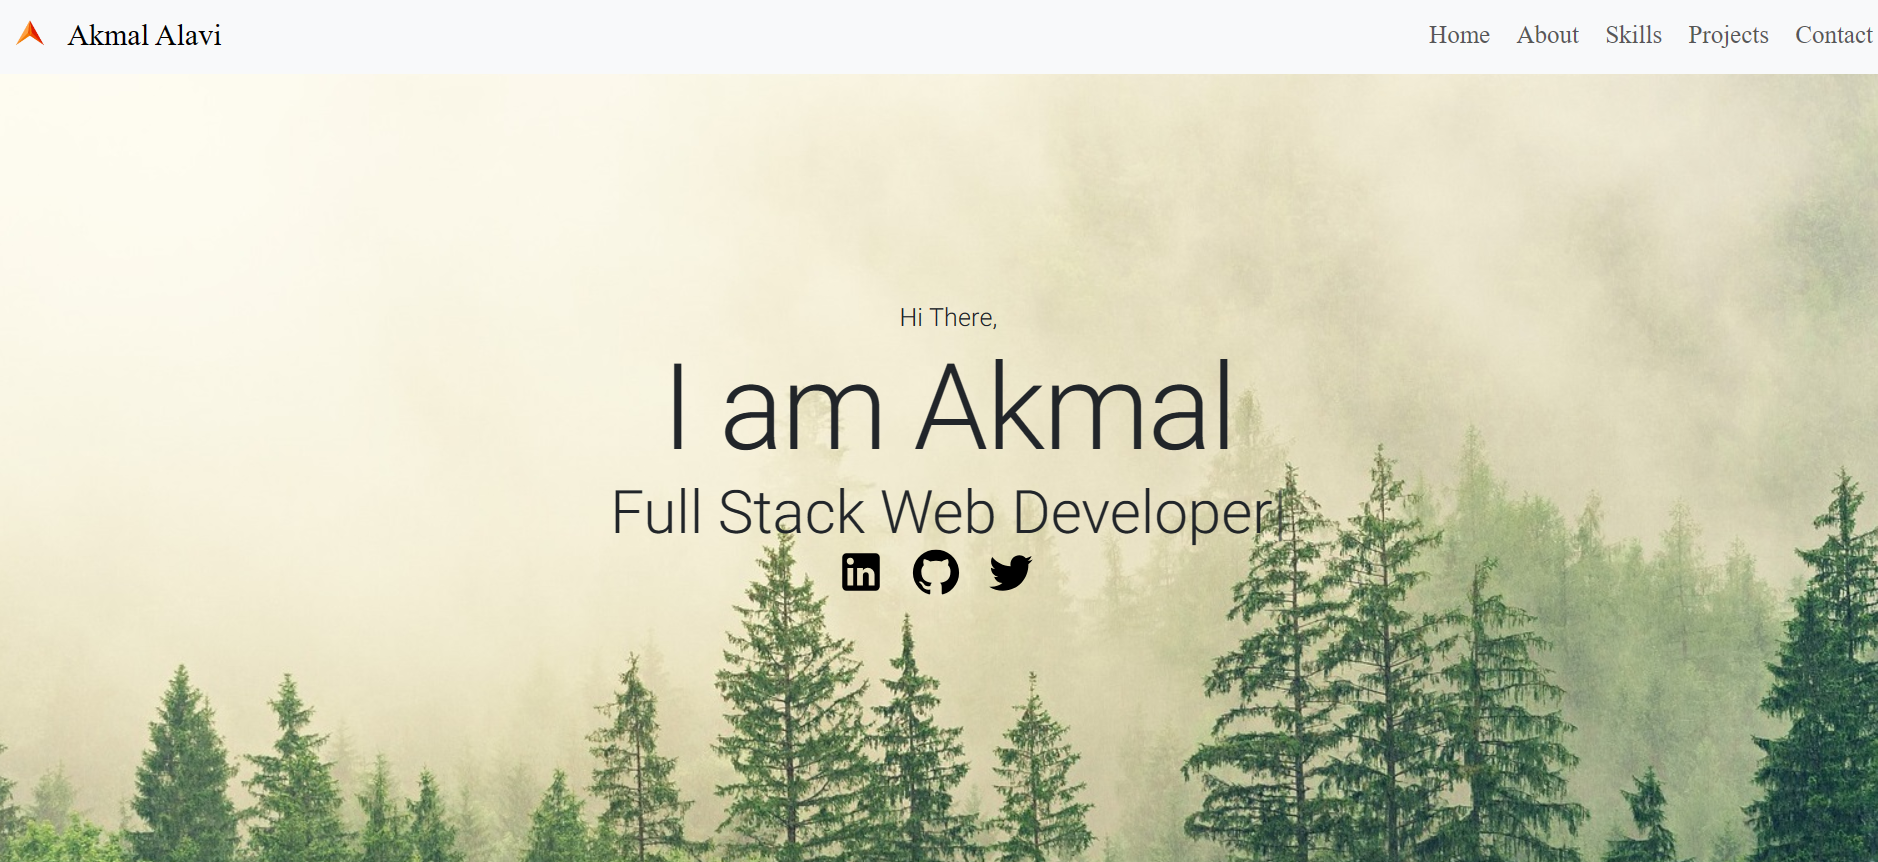 Akmal Alavi
Home About Skills Projects Contact
Hi There,
I am Akmal
Full Stack Web Developer